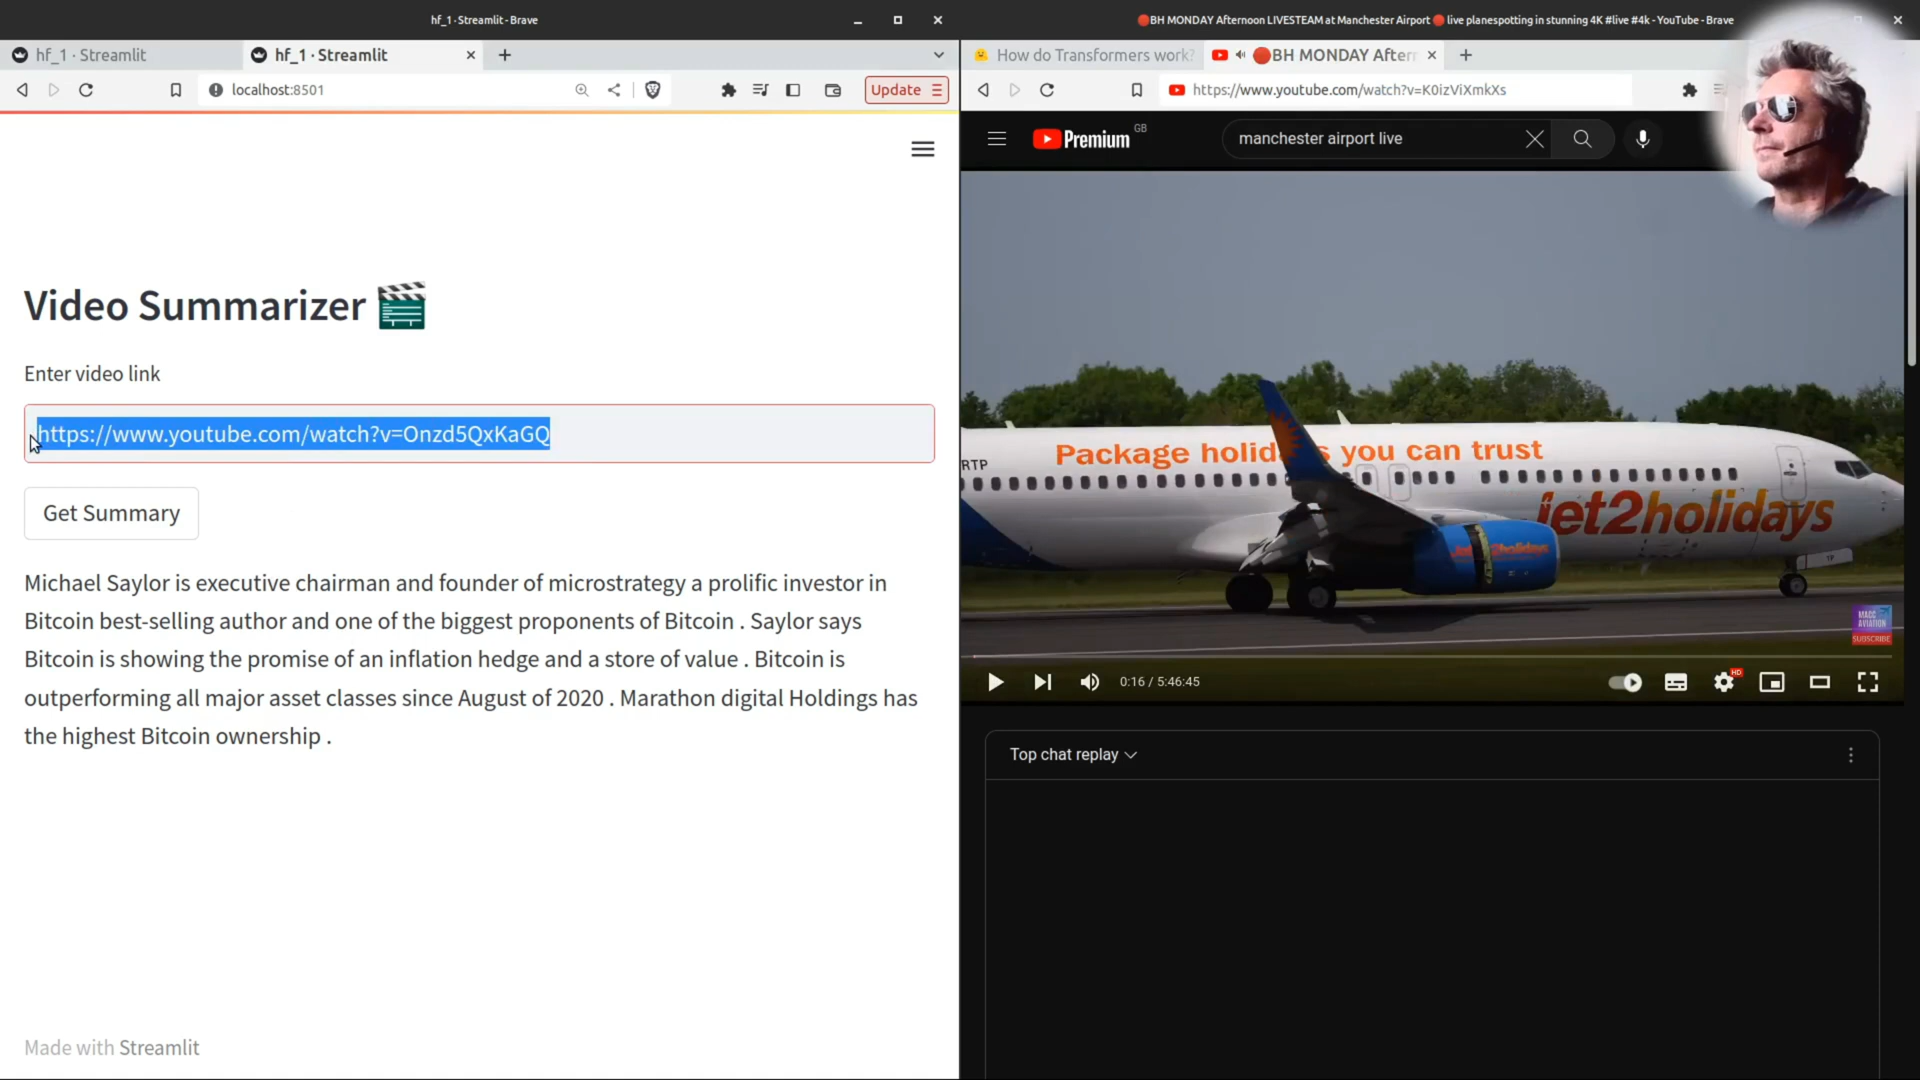 hf_1 · Streamlit - Brave
hf_1 · Streamlit
hf_1 · Streamlit
localhost:8501
Update
Video Summarizer
Enter video link
https://www.youtube.com/watch?v=Onzd5QxKaGQ
Get Summary
Michael Saylor is executive chairman and founder of microstrategy a prolific investor in
Bitcoin best-selling author and one of the biggest proponents of Bitcoin . Saylor says
Bitcoin is showing the promise of an inflation hedge and a store of value . Bitcoin is
outperforming all major asset classes since August of 2020 . Marathon digital Holdings has
the highest Bitcoin ownership .
Made with Streamlit
🔴BH MONDAY Afternoon LIVESTEAM at Manchester Airport 🔴 live planespotting in stunning 4K #live #4k - YouTube - Brave
How do Transformers work?
🔴BH MONDAY After
https://www.youtube.com/watch?v=K0izViXmkXs
Premium GB
manchester airport live
RTP
Package holidays you can trust
jet2holidays
MACC
AVIATION
SUBSCRIBE
0:16 / 5:46:45
HD
Top chat replay